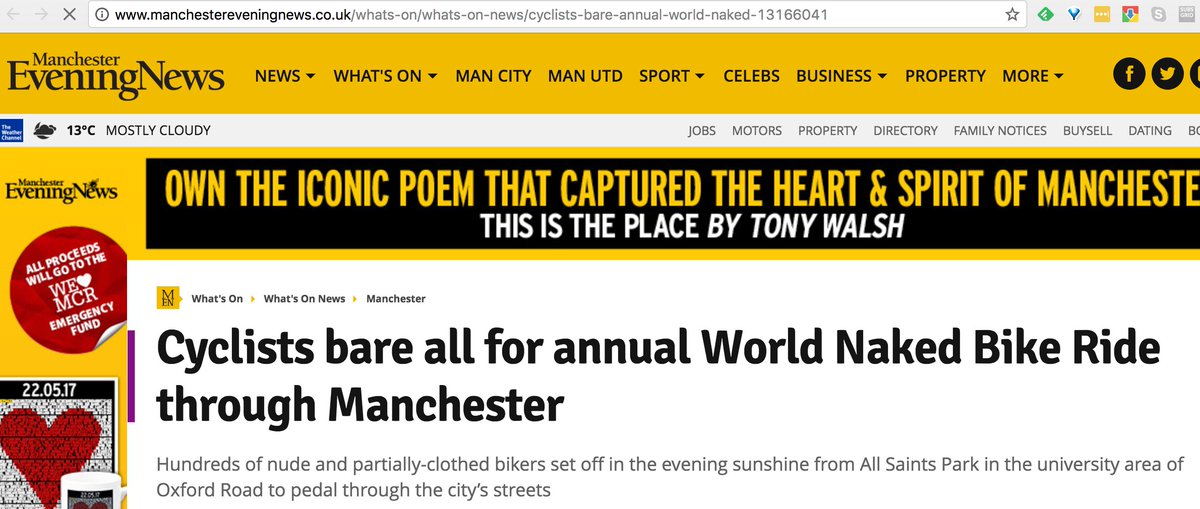 www.manchestereveningnews.co.uk/whats-on/whats-on-news/cyclists-bare-annual-world-naked-13166041
SUBS
GRID
Manchester
Evening News
NEWS WHAT'S ON MAN CITY MAN UTD SPORT CELEBS BUSINESS PROPERTY MORE
The
Weather
Channel
13°C MOSTLY CLOUDY
JOBS MOTORS PROPERTY DIRECTORY FAMILY NOTICES BUYSELL DATING
Manchester
Evening News
OWN THE ICONIC POEM THAT CAPTURED THE HEART & SPIRIT OF MANCHESTE
THIS IS THE PLACE BY TONY WALSH
ALL PROCEEDS
WILL GO TO THE
WE
MCR
EMERGENCY
FUND
M
EN
What's On What's On News Manchester
Cyclists bare all for annual World Naked Bike Ride
through Manchester
22.05.17
Hundreds of nude and partially-clothed bikers set off in the evening sunshine from All Saints Park in the university area of
Oxford Road to pedal through the city's streets
22.05.17